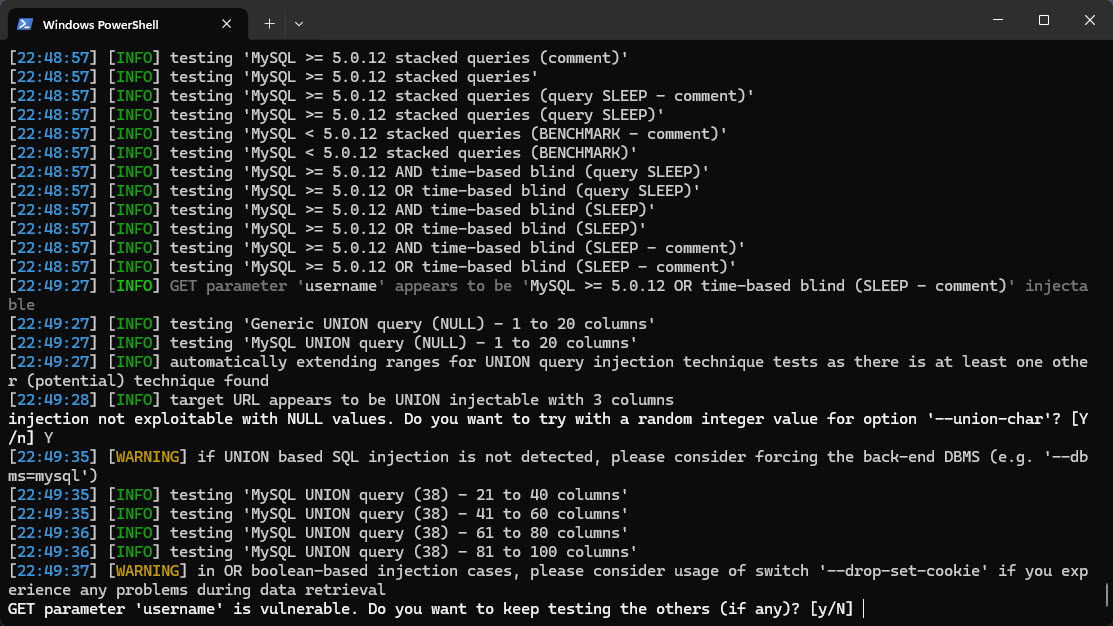 Windows PowerShell
[22:48:57] [INFO] testing 'MySQL >= 5.0.12 stacked queries (comment)'
[22:48:57] [INFO] testing 'MySQL >= 5.0.12 stacked queries'
[22:48:57] [INFO] testing 'MySQL >= 5.0.12 stacked queries (query SLEEP - comment)'
[22:48:57] [INFO] testing 'MySQL >= 5.0.12 stacked queries (query SLEEP)'
[22:48:57] [INFO] testing 'MySQL < 5.0.12 stacked queries (BENCHMARK - comment)'
[22:48:57] [INFO] testing 'MySQL < 5.0.12 stacked queries (BENCHMARK)'
[22:48:57] [INFO] testing 'MySQL >= 5.0.12 AND time-based blind (query SLEEP)'
[22:48:57] [INFO] testing 'MySQL >= 5.0.12 OR time-based blind (query SLEEP)'
[22:48:57] [INFO] testing 'MySQL >= 5.0.12 AND time-based blind (SLEEP)'
[22:48:57] [INFO] testing 'MySQL >= 5.0.12 OR time-based blind (SLEEP)'
[22:48:57] [INFO] testing 'MySQL >= 5.0.12 AND time-based blind (SLEEP - comment)'
[22:48:57] [INFO] testing 'MySQL >= 5.0.12 OR time-based blind (SLEEP - comment)'
[22:49:27] [INFO] GET parameter 'username' appears to be 'MySQL >= 5.0.12 OR time-based blind (SLEEP - comment)' injecta
ble
[22:49:27] [INFO] testing 'Generic UNION query (NULL) - 1 to 20 columns'
[22:49:27] [INFO] testing 'MySQL UNION query (NULL) - 1 to 20 columns'
[22:49:27] [INFO] automatically extending ranges for UNION query injection technique tests as there is at least one othe
r (potential) technique found
[22:49:28] [INFO] target URL appears to be UNION injectable with 3 columns
injection not exploitable with NULL values. Do you want to try with a random integer value for option '--union-char'? [Y
/n] Y
[22:49:35] [WARNING] if UNION based SQL injection is not detected, please consider forcing the back-end DBMS (e.g. '--db
ms=mysql')
[22:49:35] [INFO] testing 'MySQL UNION query (38) - 21 to 40 columns'
[22:49:35] [INFO] testing 'MySQL UNION query (38) - 41 to 60 columns'
[22:49:36] [INFO] testing 'MySQL UNION query (38) - 61 to 80 columns'
[22:49:36] [INFO] testing 'MySQL UNION query (38) - 81 to 100 columns'
[22:49:37] [WARNING] in OR boolean-based injection cases, please consider usage of switch '--drop-set-cookie' if you exp
erience any problems during data retrieval
GET parameter 'username' is vulnerable. Do you want to keep testing the others (if any)? [y/N]